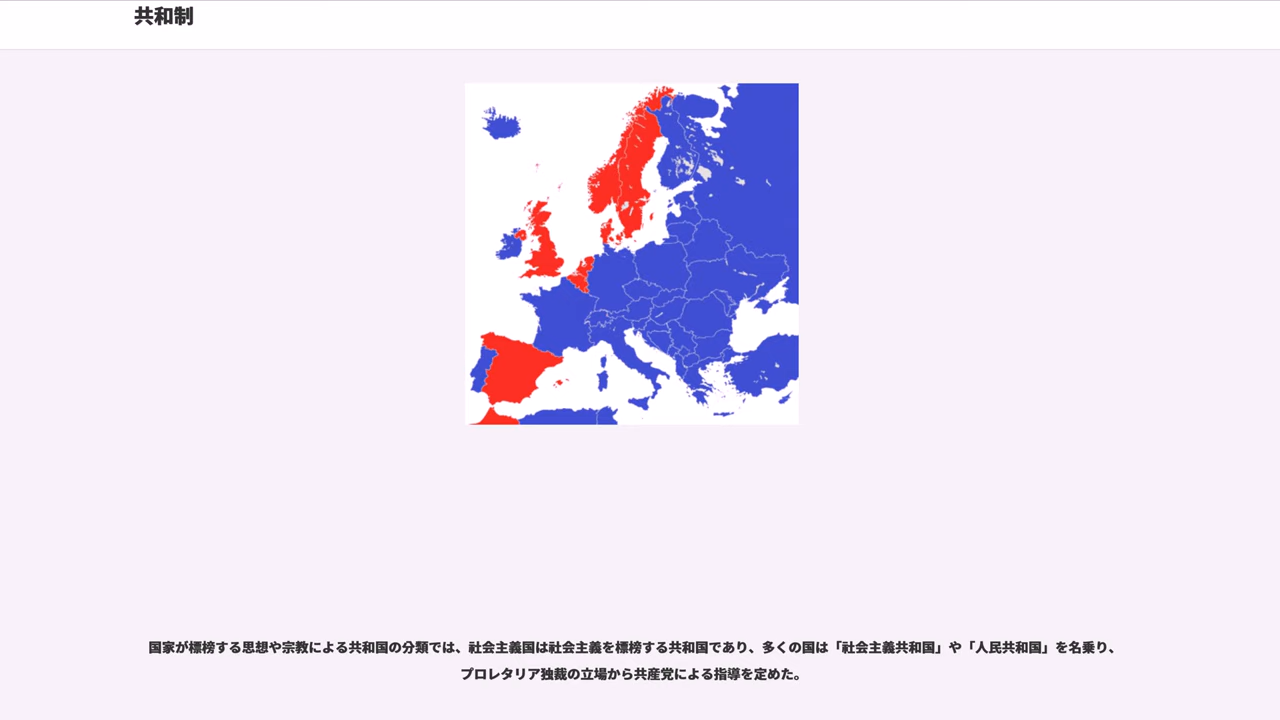 共和制
国家が標榜する思想や宗教による共和国の分類では、社会主義国は社会主義を標榜する共和国であり、多くの国は「社会主義共和国」や「人民共和国」を名乗り、
プロレタリア独裁の立場から共産党による指導を定めた。